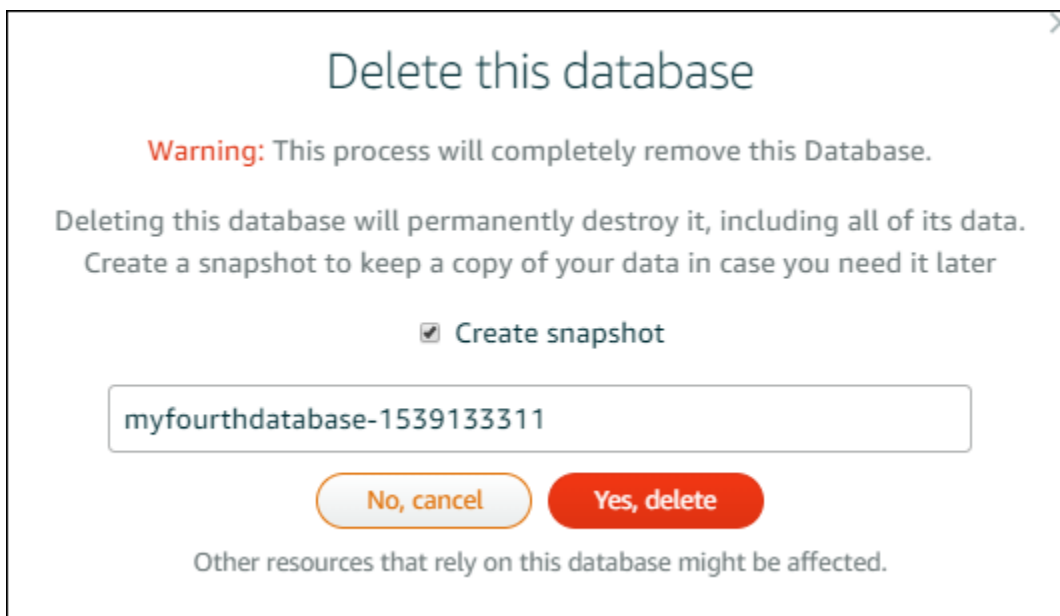 Delete this database
Warning: This process will completely remove this Database.
Deleting this database will permanently destroy it, including all of its data.
Create a snapshot to keep a copy of your data in case you need it later
Create snapshot
myfourthdatabase-1539133311
No, cancel
Yes, delete
Other resources that rely on this database might be affected.